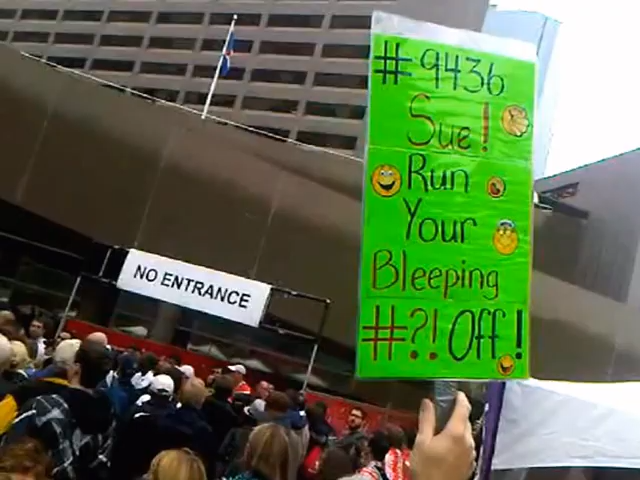 #9436
Sue!
Run
Your
Bleeping
#?! Off!
NO ENTRANCE